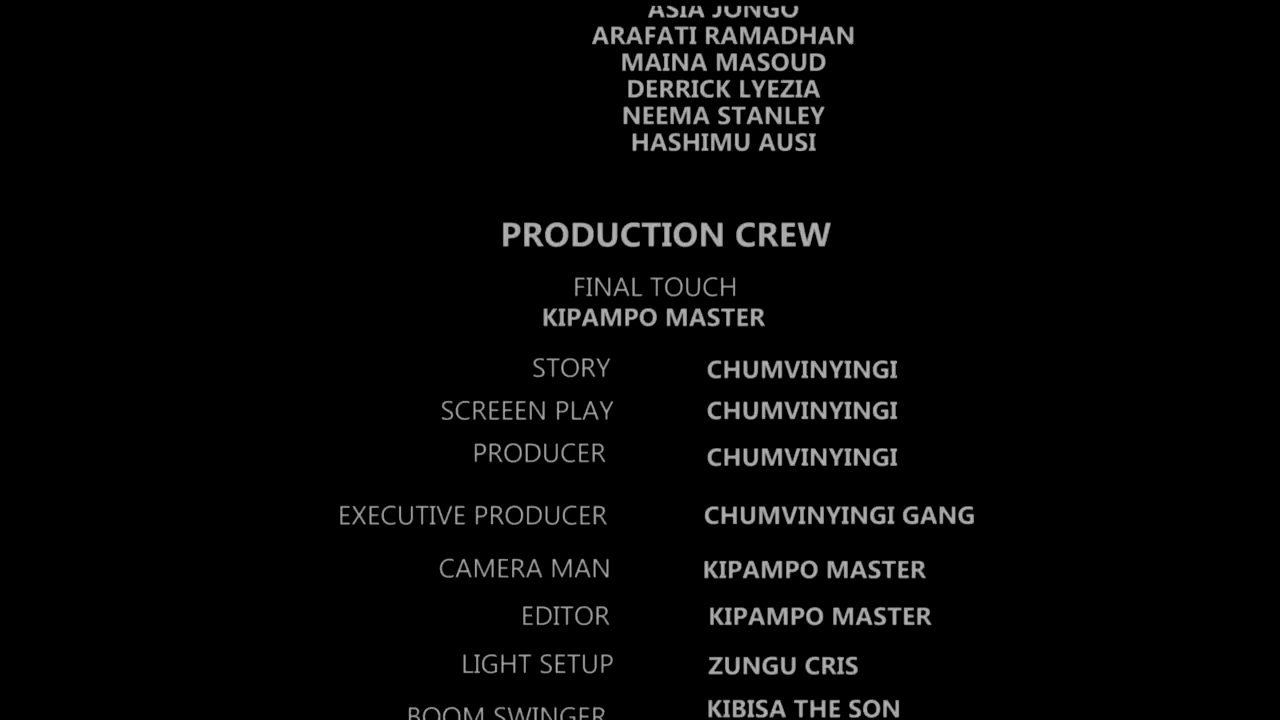 ASIA JONGO
ARAFATI RAMADHAN
MAINA MASOUD
DERRICK LYEZIA
NEEMA STANLEY
HASHIMU AUSI
PRODUCTION CREW
FINAL TOUCH
KIPAMPO MASTER
STORY CHUMVINYINGI
SCREEEN PLAY CHUMVINYINGI
PRODUCER CHUMVINYINGI
EXECUTIVE PRODUCER CHUMVINYINGI GANG
CAMERA MAN KIPAMPO MASTER
EDITOR KIPAMPO MASTER
LIGHT SETUP ZUNGU CRIS
BOOM SWINGER KIBISA THE SON